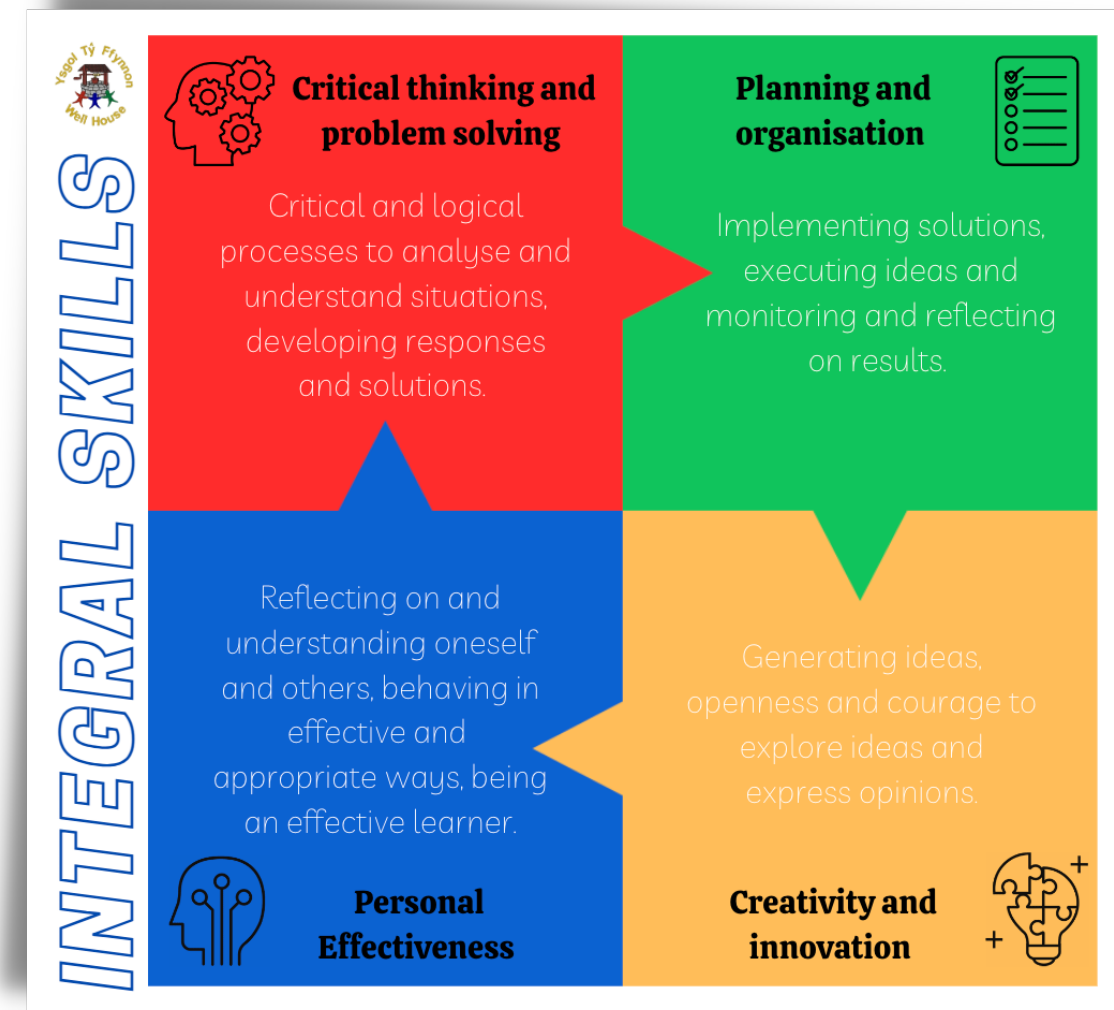 Ysgol Tŷ Ffynnon
Well House
INTEGRAL SKILLS
Critical thinking and
problem solving
Critical and logical
processes to analyse and
understand situations,
developing responses
and solutions.
Planning and
organisation
Implementing solutions,
executing ideas and
monitoring and reflecting
on results.
Reflecting on and
understanding oneself
and others, behaving in
effective and
appropriate ways, being
an effective learner.
Personal
Effectiveness
Generating ideas,
openness and courage to
explore ideas and
express opinions.
Creativity and
innovation